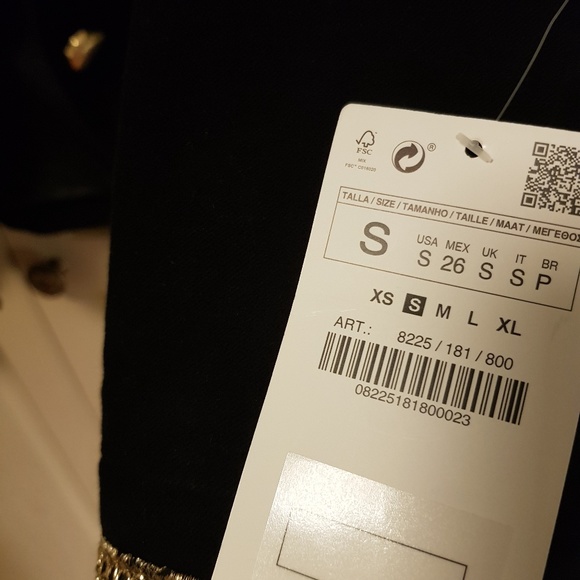 FSC
MIX
®
TALLA / SIZE / TAMANHO / TAILLE / MAAT / ΜΕΓΕΘΟΣ
S
USA MEX UK IT BR
S 26 S S P
XS S M L XL
ART.: 8225 / 181 / 800
08225181800023